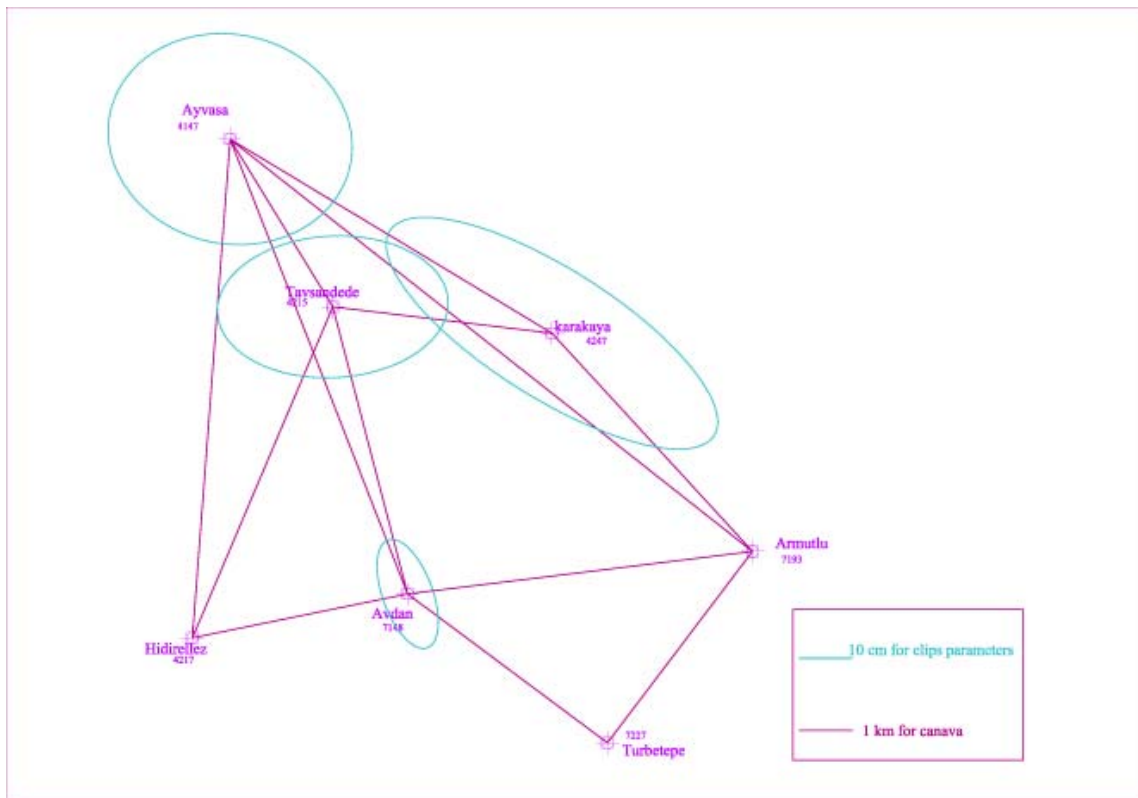 Ayvasa
4147
Tavsandede
4215
karakaya
4247
Armutlu
7193
Avdan
7148
Hidirellez
4217
7227
Turbetepe
10 cm for elips parameters
1 km for canava